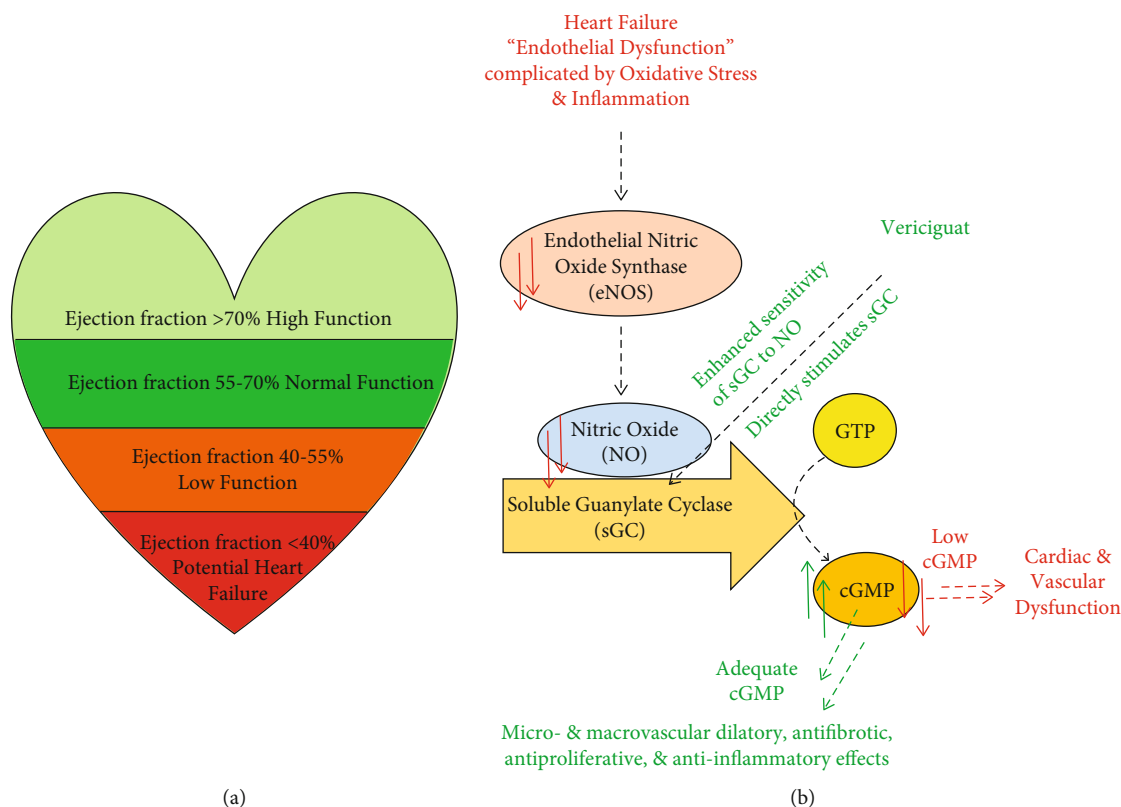 Ejection fraction >70% High Function
Ejection fraction 55-70% Normal Function
Ejection fraction 40-55%
Low Function
Ejection fraction <40%
Potential Heart
Failure
(a)
Heart Failure
“Endothelial Dysfunction”
complicated by Oxidative Stress
& Inflammation
Endothelial Nitric
Oxide Synthase
(eNOS)
Vericiguat
Enhanced sensitivity
of sGC to NO
Directly stimulates sGC
Nitric Oxide
(NO)
GTP
Soluble Guanylate Cyclase
(sGC)
Low
cGMP
cGMP
Cardiac &
Vascular
Dysfunction
Adequate
cGMP
Micro- & macrovascular dilatory, antifibrotic,
antiproliferative, & anti-inflammatory effects
(b)